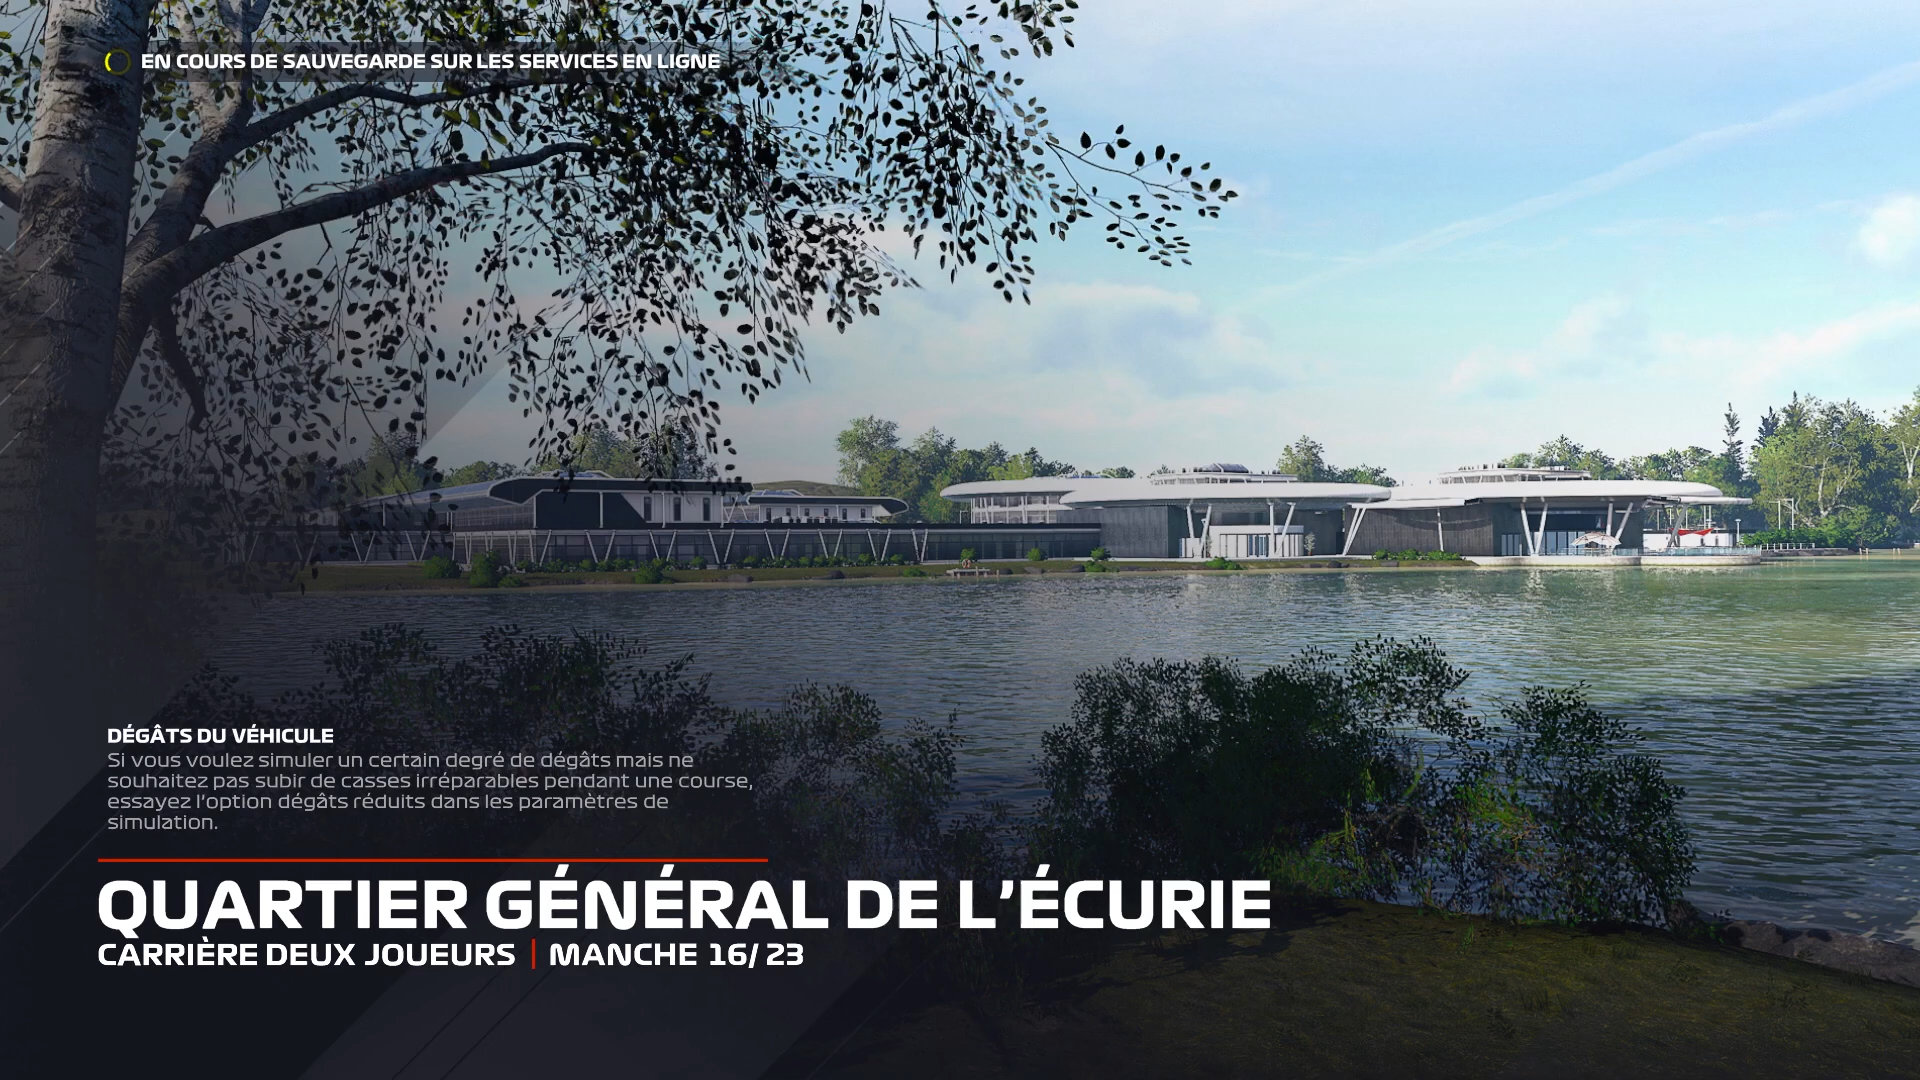 EN COURS DE SAUVEGARDE SUR LES SERVICES EN LIGNE
DÉGÂTS DU VÉHICULE
Si vous voulez simuler un certain degré de dégâts mais ne
souhaitez pas subir de casses irréparables pendant une course,
essayez l'option dégâts réduits dans les paramètres de
simulation.
QUARTIER GÉNÉRAL DE L'ÉCURIE
CARRIÈRE DEUX JOUEURS | MANCHE 16/23